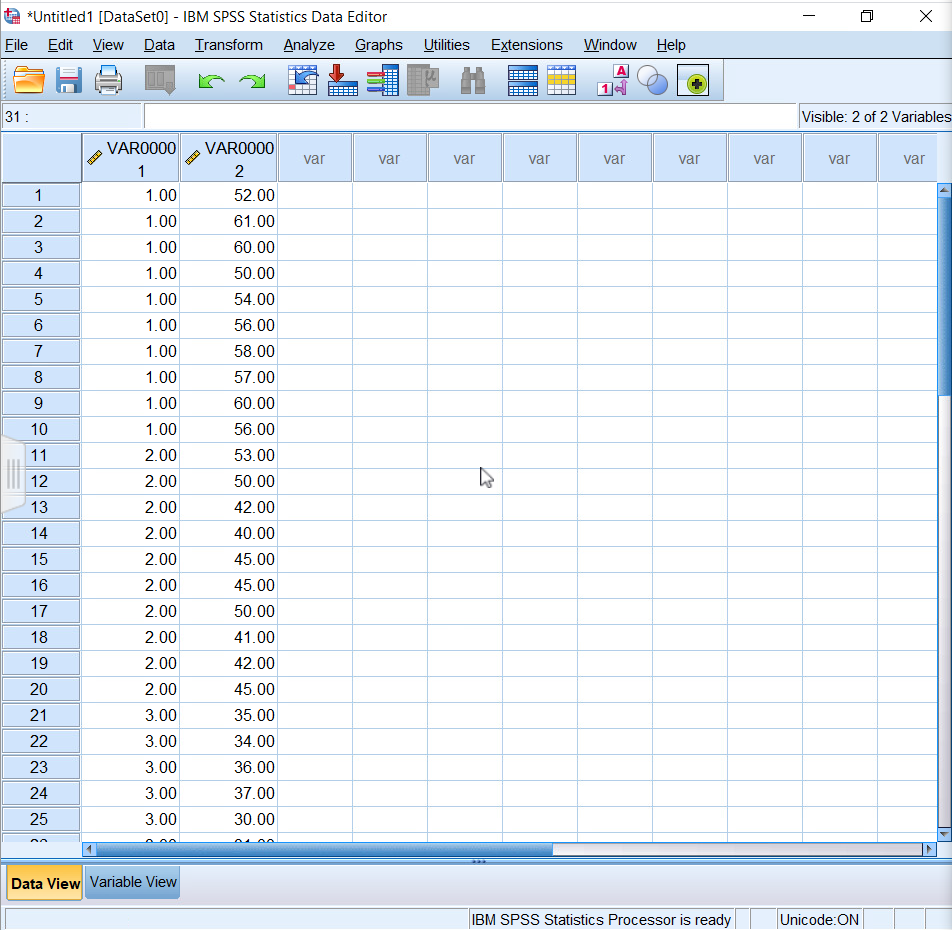 *Untitled1 [DataSet0] - IBM SPSS Statistics Data Editor
File Edit View Data Transform Analyze Graphs Utilities Extensions Window Help
31 : Visible: 2 of 2 Variables
VAR0000 VAR0000
1 2 var var var var var var var var var
1 1.00 52.00
2 1.00 61.00
3 1.00 60.00
4 1.00 50.00
5 1.00 54.00
6 1.00 56.00
7 1.00 58.00
8 1.00 57.00
9 1.00 60.00
10 1.00 56.00
11 2.00 53.00
12 2.00 50.00
13 2.00 42.00
14 2.00 40.00
15 2.00 45.00
16 2.00 45.00
17 2.00 50.00
18 2.00 41.00
19 2.00 42.00
20 2.00 45.00
21 3.00 35.00
22 3.00 34.00
23 3.00 36.00
24 3.00 37.00
25 3.00 30.00
Data View Variable View
IBM SPSS Statistics Processor is ready Unicode:ON